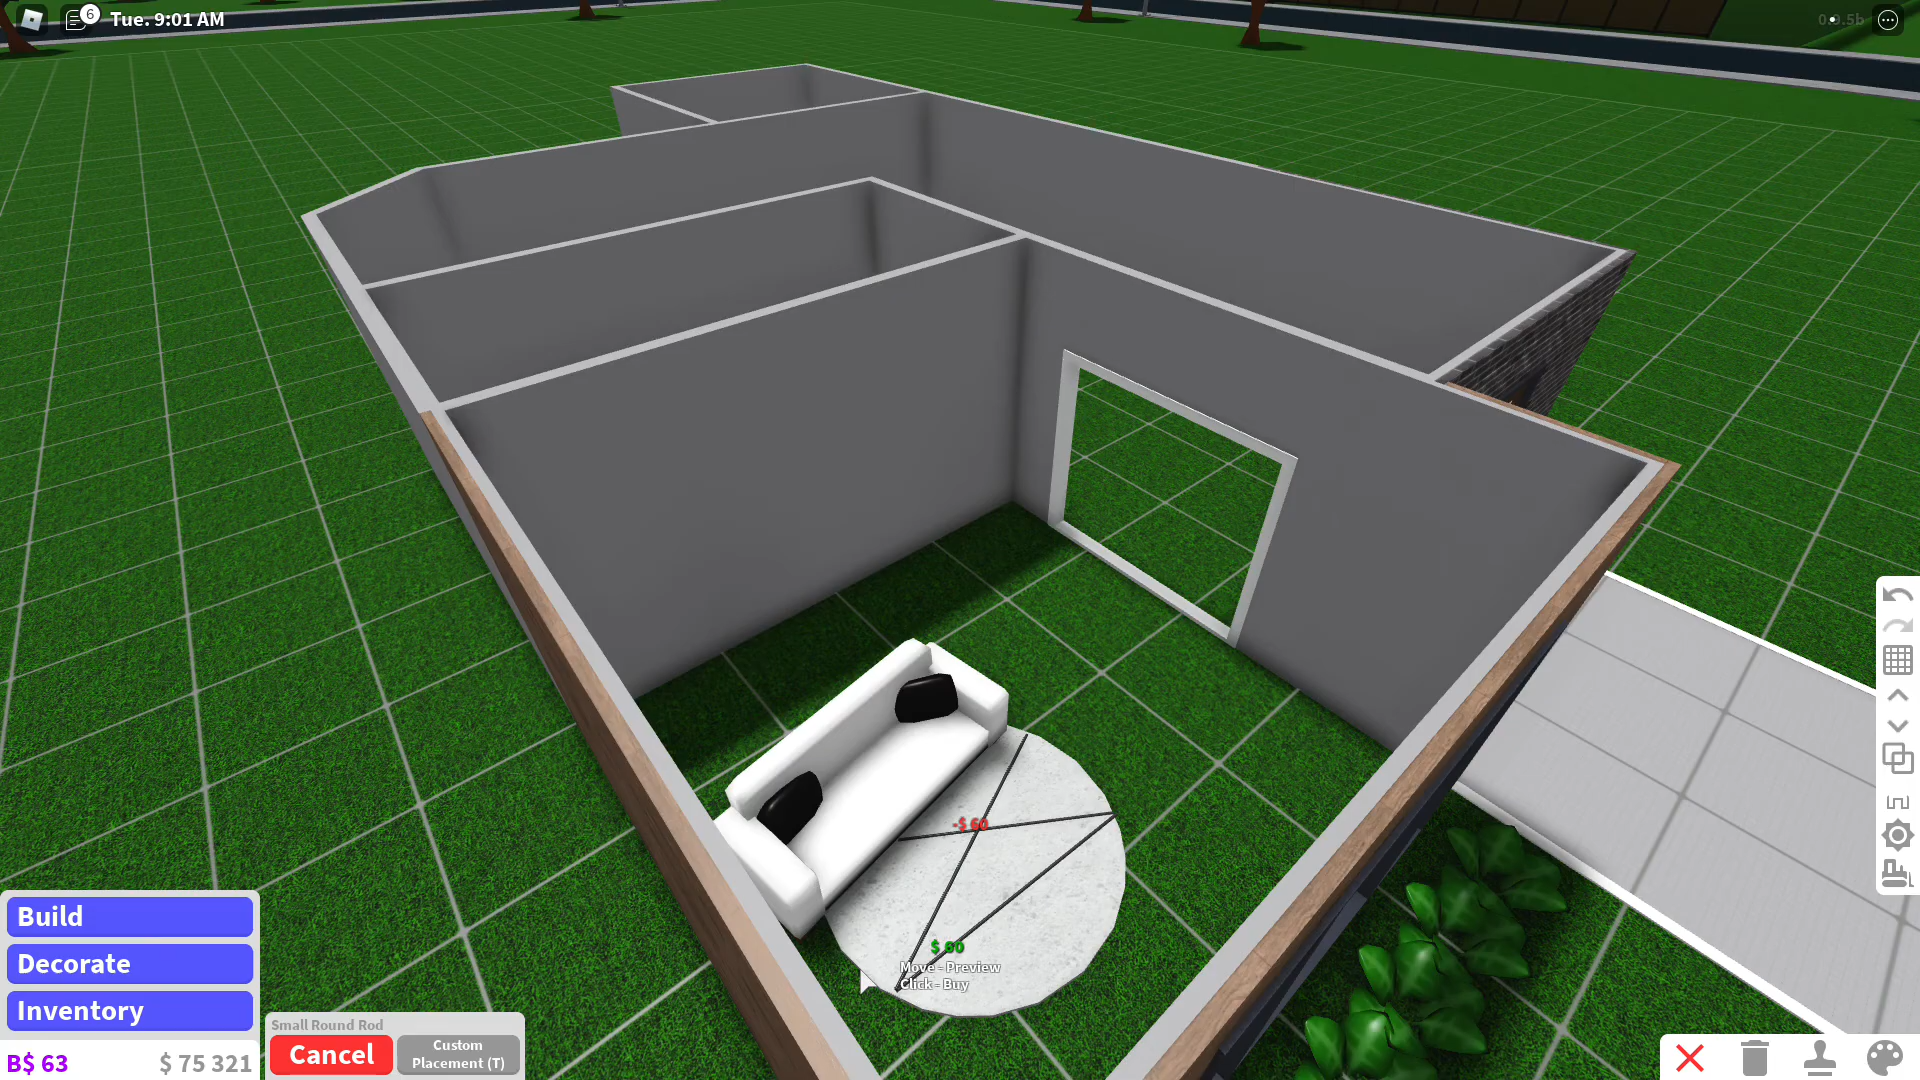 6
Tue. 9:01 AM
-$ 60
$ 60
Move - Preview
Click - Buy
Build
Decorate
Inventory
B$ 63
$ 75 321
Small Round Rod
Cancel
Custom
Placement (T)